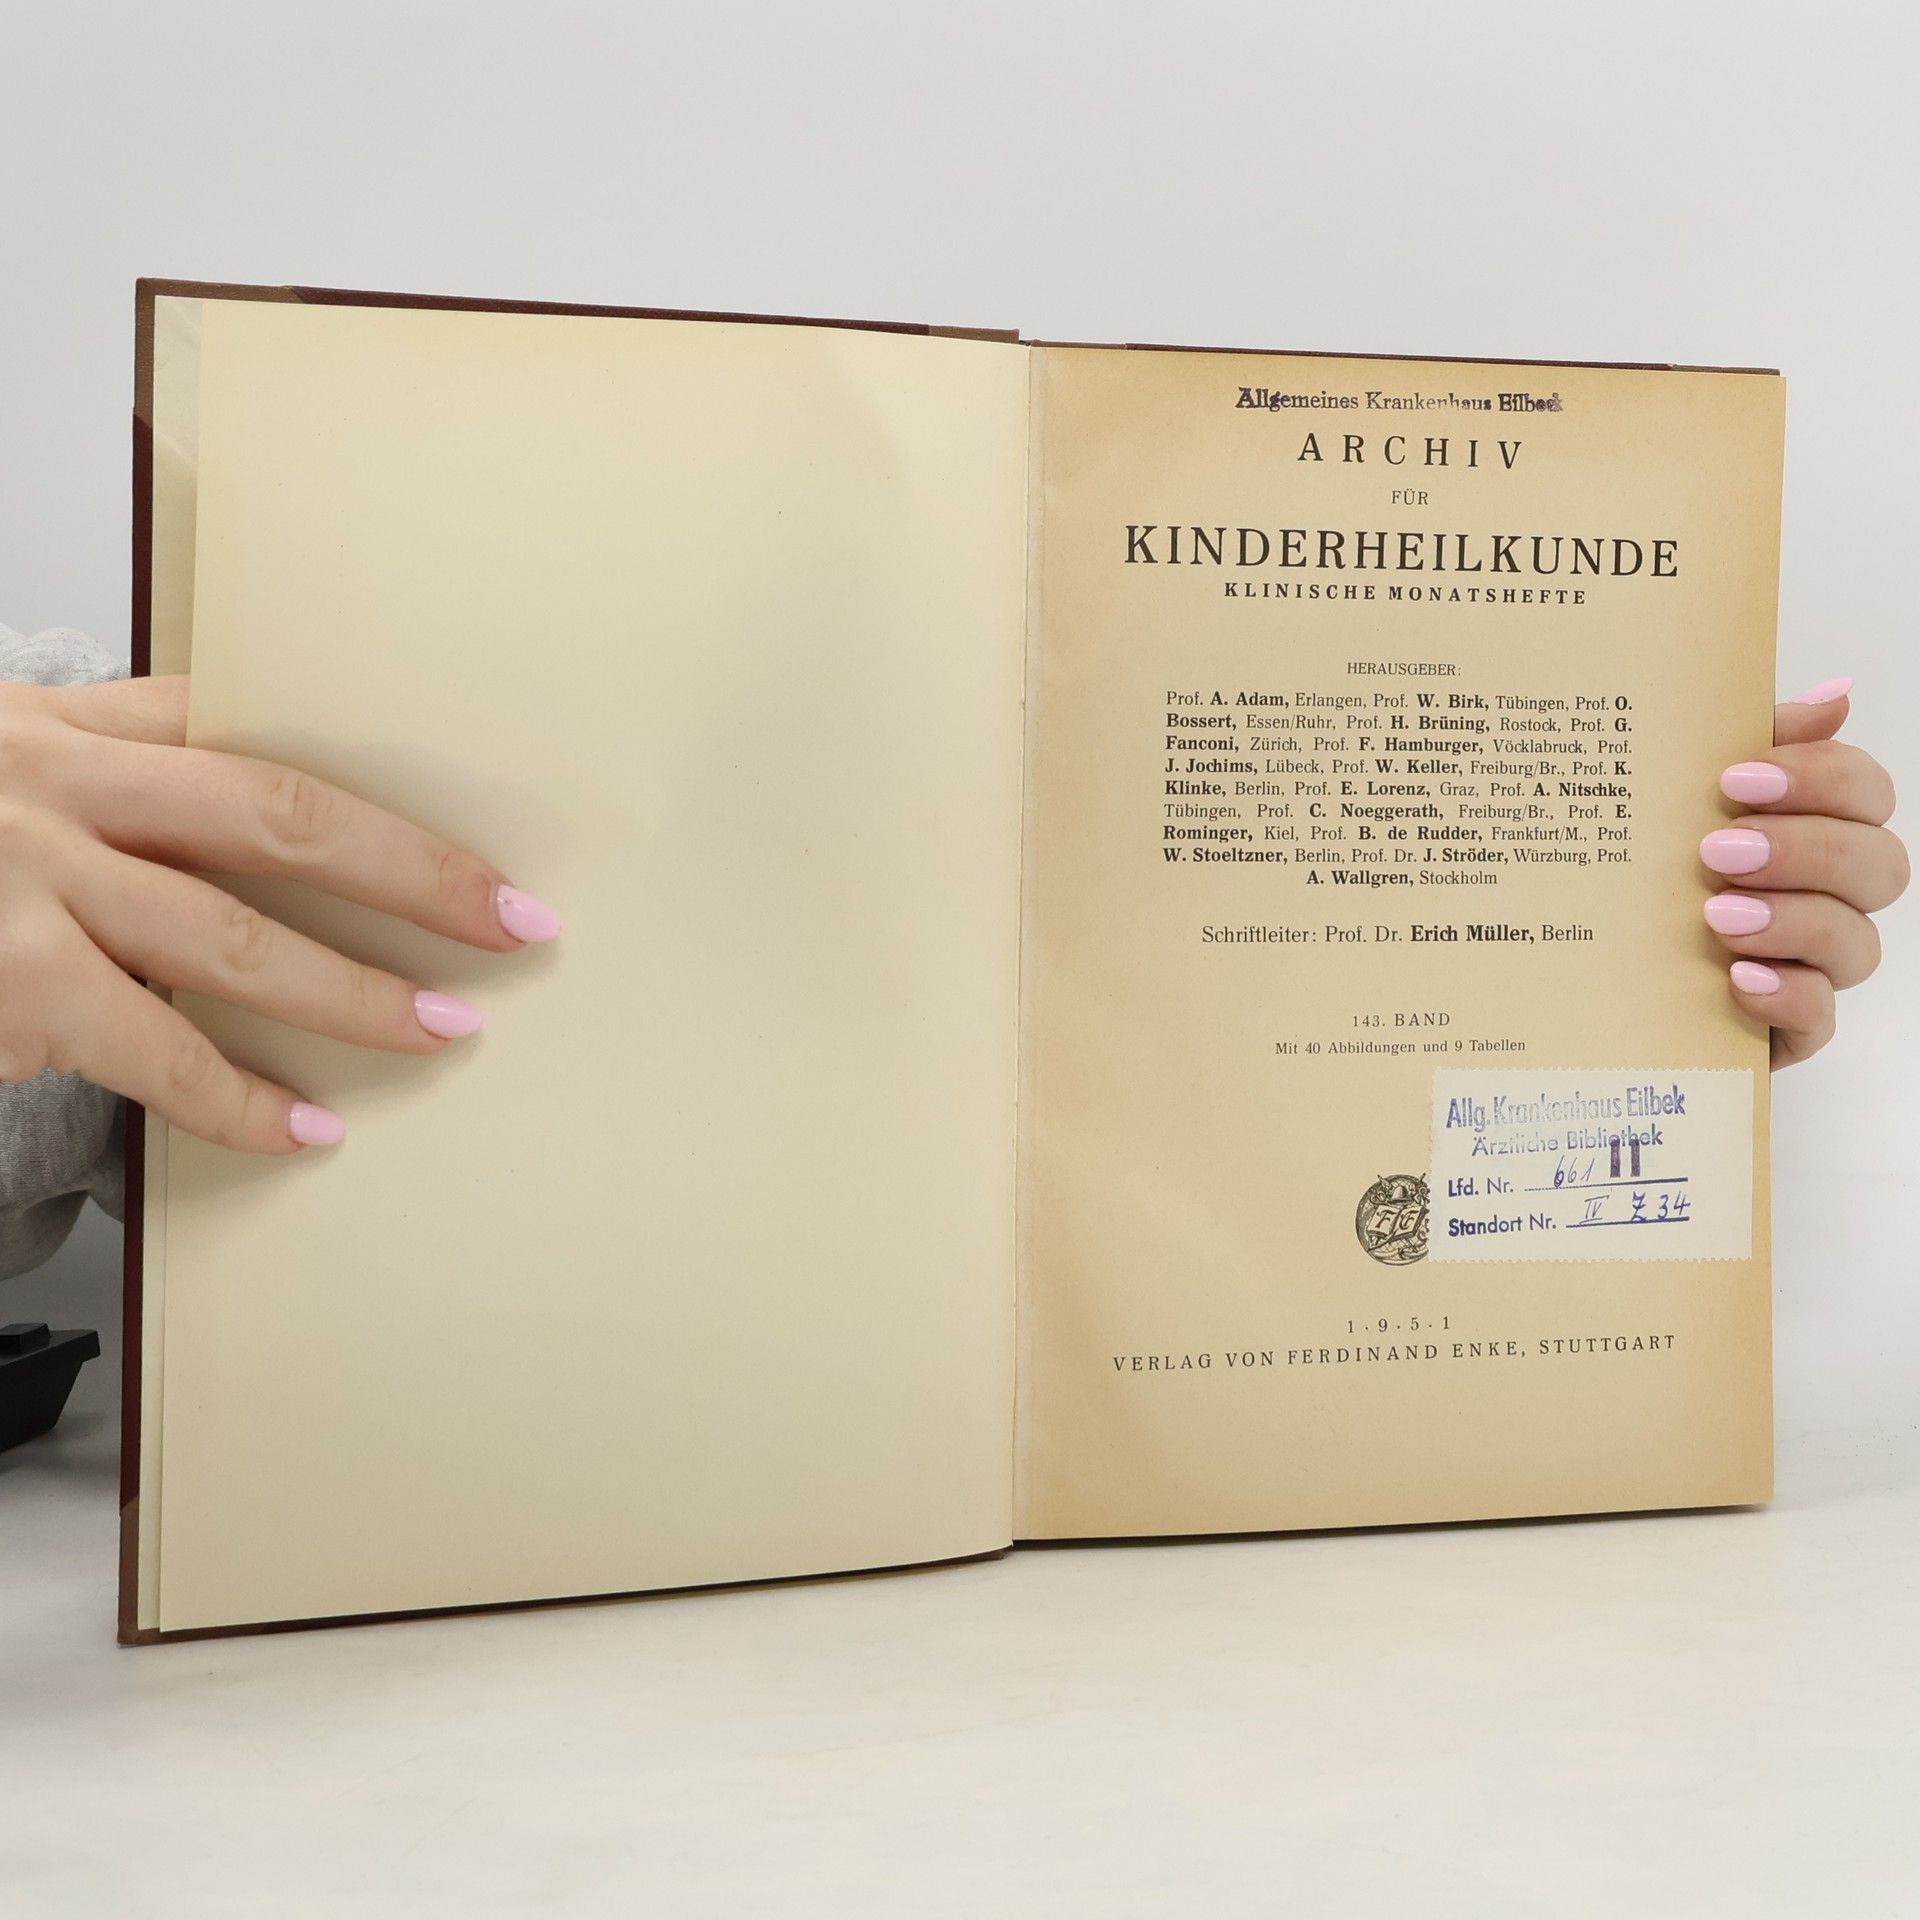 Allgemeines Krankenhaus Eilbek
ARCHIV
FÜR
KINDERHEILKUNDE
KLINISCHE MONATSHEFTE
HERAUSGEBER:
Prof. A. Adam, Erlangen, Prof. W. Birk, Tübingen, Prof. O.
Bossert, Essen/Ruhr, Prof. H. Brüning, Rostock, Prof. G.
Fanconi, Zürich, Prof. F. Hamburger, Vöcklabruck, Prof.
J. Jochims, Lübeck, Prof. W. Keller, Freiburg/Br., Prof. K.
Klinke, Berlin, Prof. E. Lorenz, Graz, Prof. A. Nitschke,
Tübingen, Prof. C. Noeggerath, Freiburg/Br., Prof. E.
Rominger, Kiel, Prof. B. de Rudder, Frankfurt/M., Prof.
W. Stoeltzner, Berlin, Prof. Dr. J. Ströder, Würzburg, Prof.
A. Wallgren, Stockholm
Schriftleiter: Prof. Dr. Erich Müller, Berlin
143. BAND
Mit 40 Abbildungen und 9 Tabellen
Allg. Krankenhaus Eilbek
Ärztliche Bibliothek
Lfd. Nr. 661 II
Standort Nr. IV Z 34
FE
1 · 9 · 5 · 1
VERLAG VON FERDINAND ENKE, STUTTGART